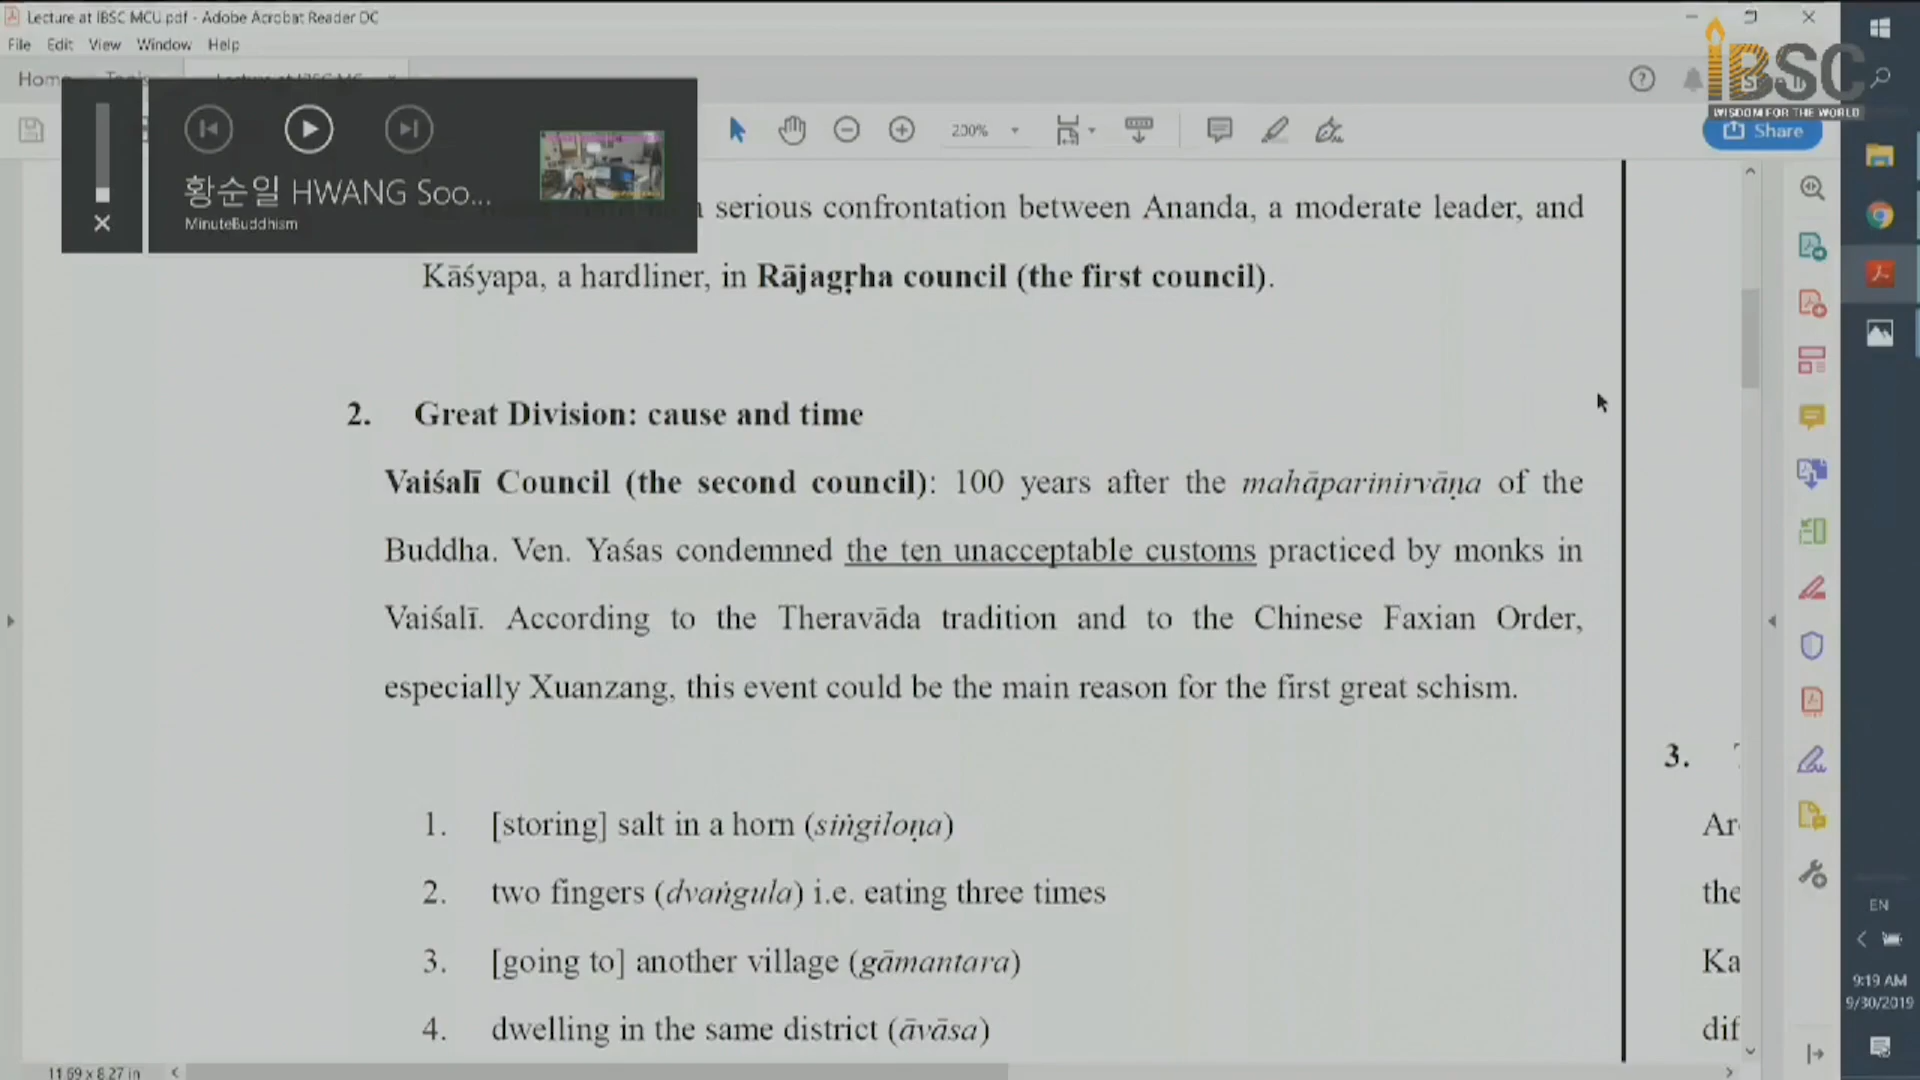 Lecture at IBSC MCU.pdf - Adobe Acrobat Reader DC
File Edit View Window Help
IBSC
WISDOM FOR THE WORLD
200%
Share
황순일 HWANG Soo...
MinuteBuddhism
serious confrontation between Ananda, a moderate leader, and
Kāśyapa, a hardliner, in Rājagṛha council (the first council).
2. Great Division: cause and time
Vaiśalī Council (the second council): 100 years after the mahāparinirvāṇa of the
Buddha. Ven. Yaśas condemned the ten unacceptable customs practiced by monks in
Vaiśalī. According to the Theravāda tradition and to the Chinese Faxian Order,
especially Xuanzang, this event could be the main reason for the first great schism.
1. [storing] salt in a horn (siṅgiloṇa)
2. two fingers (dvaṅgula) i.e. eating three times
3. [going to] another village (gāmantara)
4. dwelling in the same district (āvāsa)
3.
Ar
the
Ka
dif
EN
9:19 AM
9/30/2019
11.69 x 8.27 in